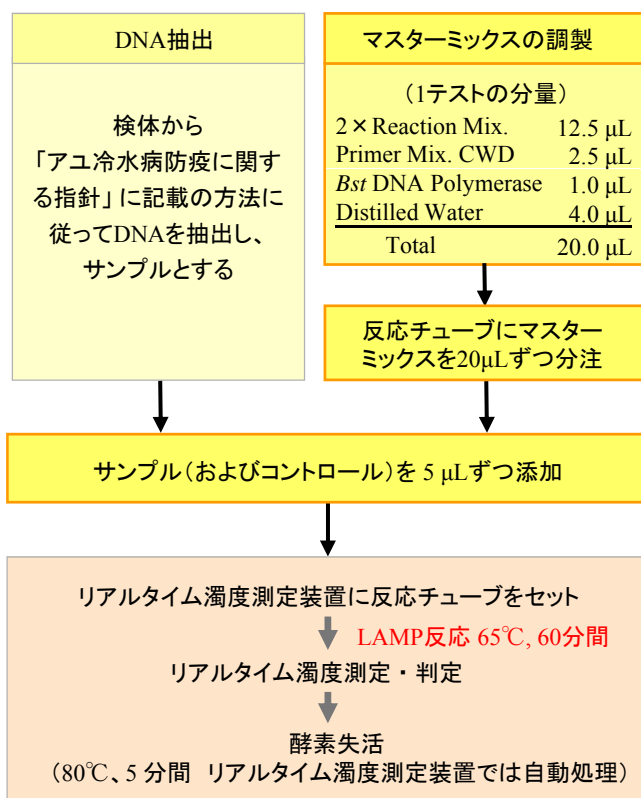 DNA抽出
検体から
「アユ冷水病防疫に関す
る指針」に記載の方法に
従ってDNAを抽出し、
サンプルとする
マスターミックスの調製
（1テストの分量）
2×Reaction Mix. 12.5 μL
Primer Mix. CWD 2.5 μL
Bst DNA Polymerase 1.0 μL
Distilled Water 4.0 μL
Total 20.0 μL
反応チューブにマスター
ミックスを20μLずつ分注
サンプル（およびコントロール）を 5 μLずつ添加
リアルタイム濁度測定装置に反応チューブをセット
LAMP反応 65℃, 60分間
リアルタイム濁度測定・判定
酵素失活
（80℃、5 分間 リアルタイム濁度測定装置では自動処理）